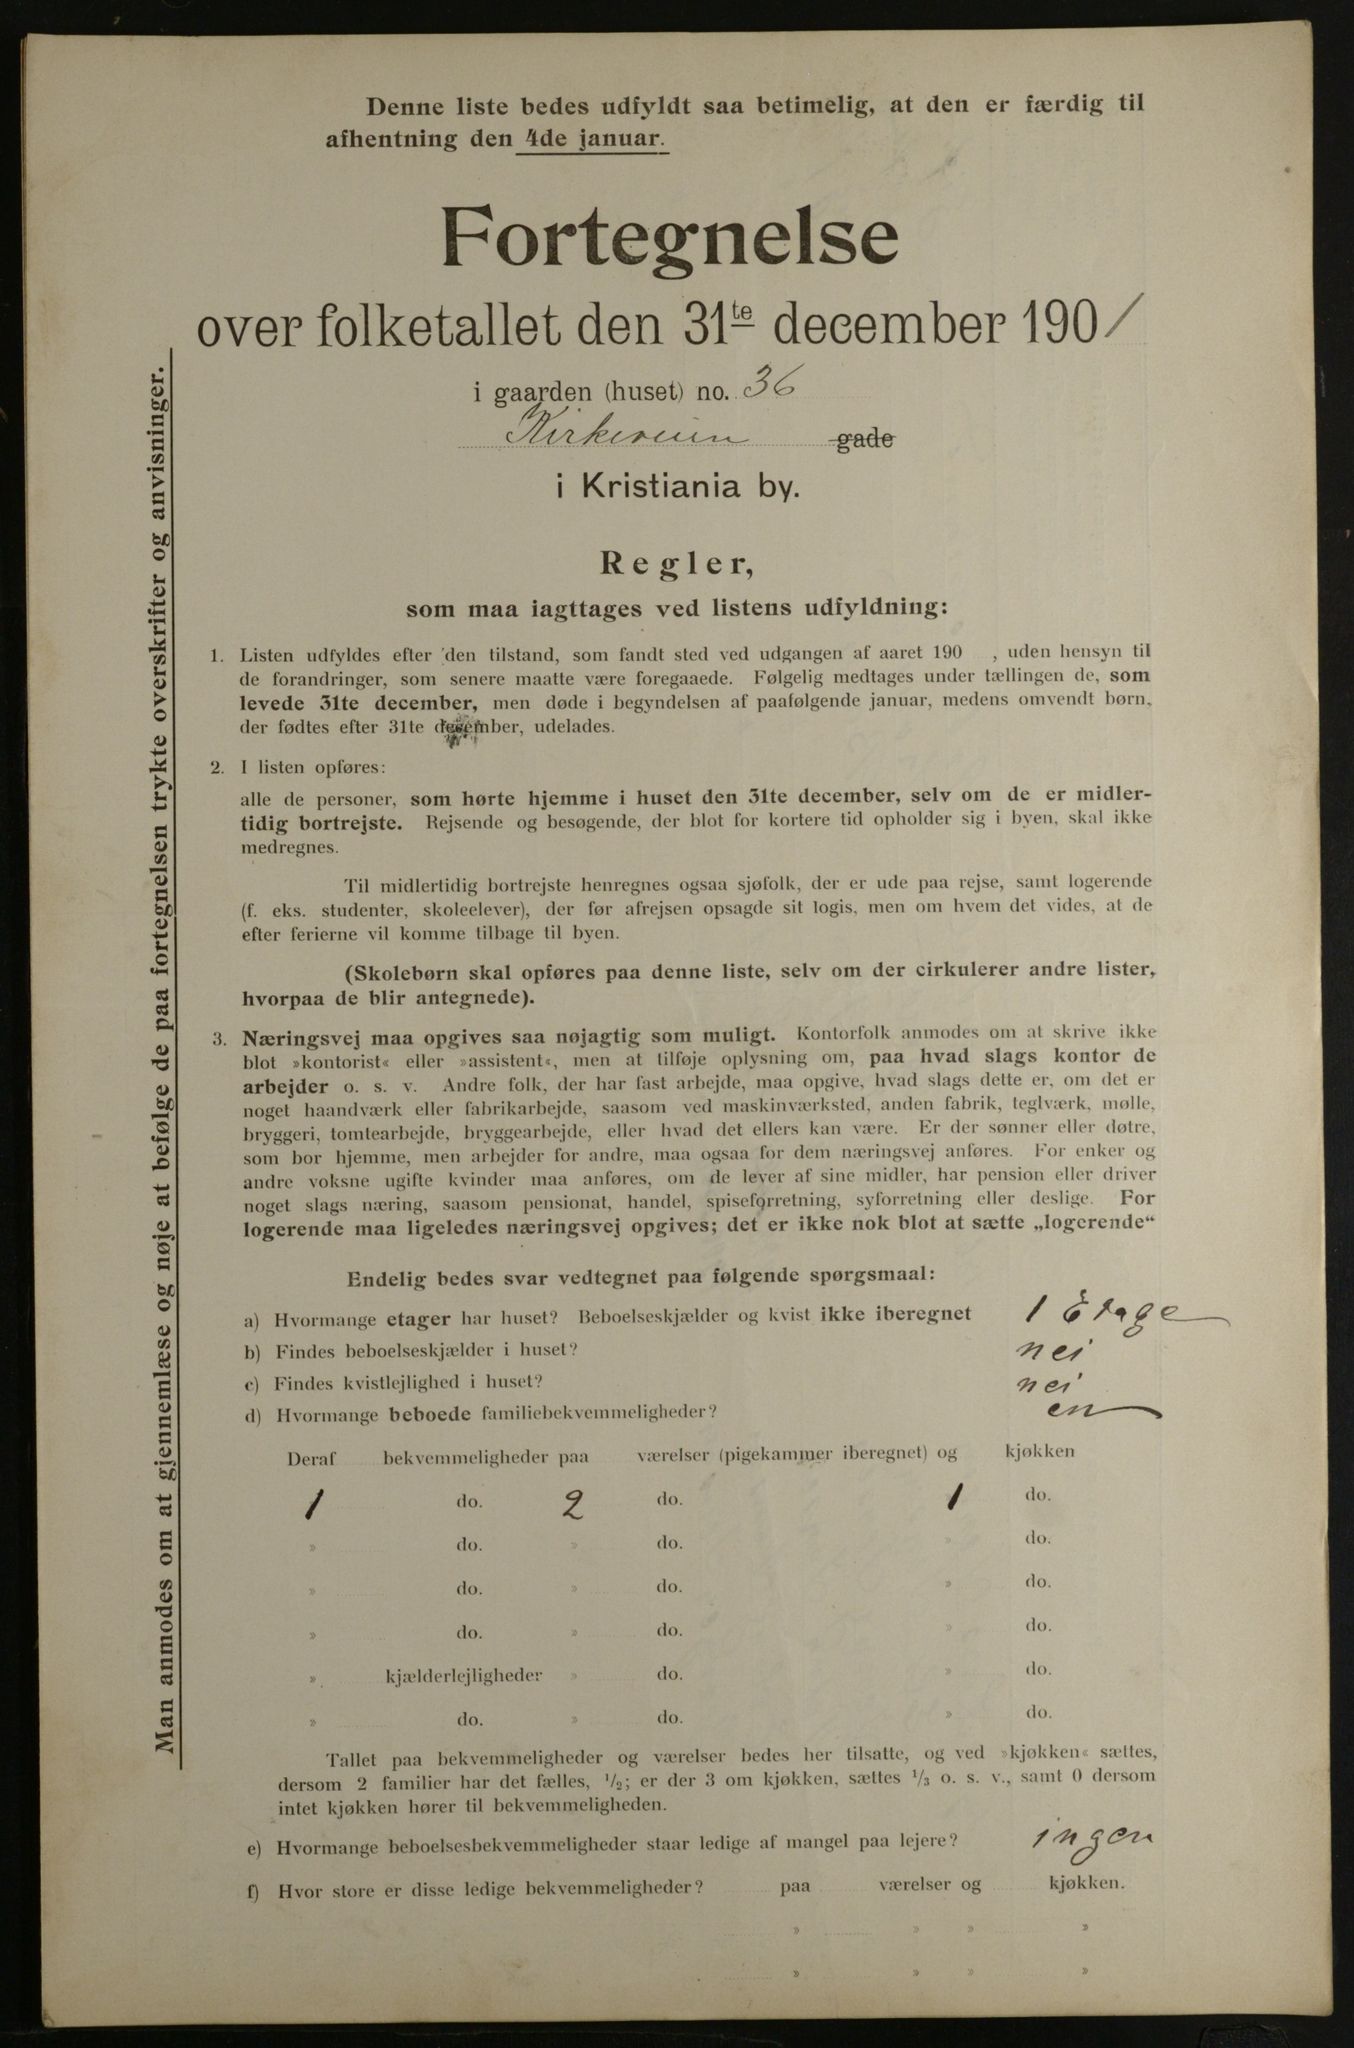 Denne liste bedes udfyldt saa betimelig, at den er færdig til
afhentning den 4de januar.
Fortegnelse
over folketallet den 31te december 1901
i gaarden (huset) no. 36
Kirkeveien gade
i Kristiania by.
Regler,
som maa iagttages ved listens udfyldning:
1. Listen udfyldes efter den tilstand, som fandt sted ved udgangen af aaret 190 , uden hensyn til
de forandringer, som senere maatte være foregaaede. Følgelig medtages under tællingen de, som
levede 31te december, men døde i begyndelsen af paafølgende januar, medens omvendt børn,
der fødtes efter 31te december, udelades.
2. I listen opføres:
alle de personer, som hørte hjemme i huset den 31te december, selv om de er midler-
tidig bortrejste. Rejsende og besøgende, der blot for kortere tid opholder sig i byen, skal ikke
medregnes.
Til midlertidig bortrejste henregnes ogsaa sjøfolk, der er ude paa rejse, samt logerende
(f. eks. studenter, skoleelever), der før afrejsen opsagde sit logis, men om hvem det vides, at de
efter ferierne vil komme tilbage til byen.
(Skolebørn skal opføres paa denne liste, selv om der cirkulerer andre lister,
hvorpaa de blir antegnede).
3. Næringsvej maa opgives saa nøjagtig som muligt. Kontorfolk anmodes om at skrive ikke
blot »kontorist« eller »assistent«, men at tilføje oplysning om, paa hvad slags kontor de
arbejder o. s. v. Andre folk, der har fast arbejde, maa opgive, hvad slags dette er, om det er
noget haandværk eller fabrikarbejde, saasom ved maskinværksted, anden fabrik, teglværk, mølle,
bryggeri, tomtearbejde, bryggearbejde, eller hvad det ellers kan være. Er der sønner eller døtre,
som bor hjemme, men arbejder for andre, maa ogsaa for dem næringsvej anføres. For enker og
andre voksne ugifte kvinder maa anføres, om de lever af sine midler, har pension eller driver
noget slags næring, saasom pensionat, handel, spiseforretning, syforretning eller deslige. For
logerende maa ligeledes næringsvej opgives; det er ikke nok blot at sætte „logerende“
Endelig bedes svar vedtegnet paa følgende spørgsmaal:
a) Hvormange etager har huset? Beboelseskjælder og kvist ikke iberegnet 1 Etage
b) Findes beboelseskjælder i huset? nei
c) Findes kvistlejlighed i huset? nei
d) Hvormange beboede familiebekvemmeligheder? en
Deraf bekvemmeligheder paa værelser (pigekammer iberegnet) og kjøkken
1 do. 2 do. 1 do.
» do. » do. » do.
» do. » do. » do.
» do. » do. » do.
» kjælderlejligheder » do. » do.
» do. » do. » do.
Tallet paa bekvemmeligheder og værelser bedes her tilsatte, og ved »kjøkken« sættes,
dersom 2 familier har det fælles, 1/2; er der 3 om kjøkken, sættes 1/3 o. s. v., samt 0 dersom
intet kjøkken hører til bekvemmeligheden.
e) Hvormange beboelsesbekvemmeligheder staar ledige af mangel paa lejere? ingen
f) Hvor store er disse ledige bekvemmeligheder? paa værelser og kjøkken.
» » » »
» » » »
Man anmodes om at gjennemlæse og nøje at befølge de paa fortegnelsen trykte overskrifter og anvisninger.